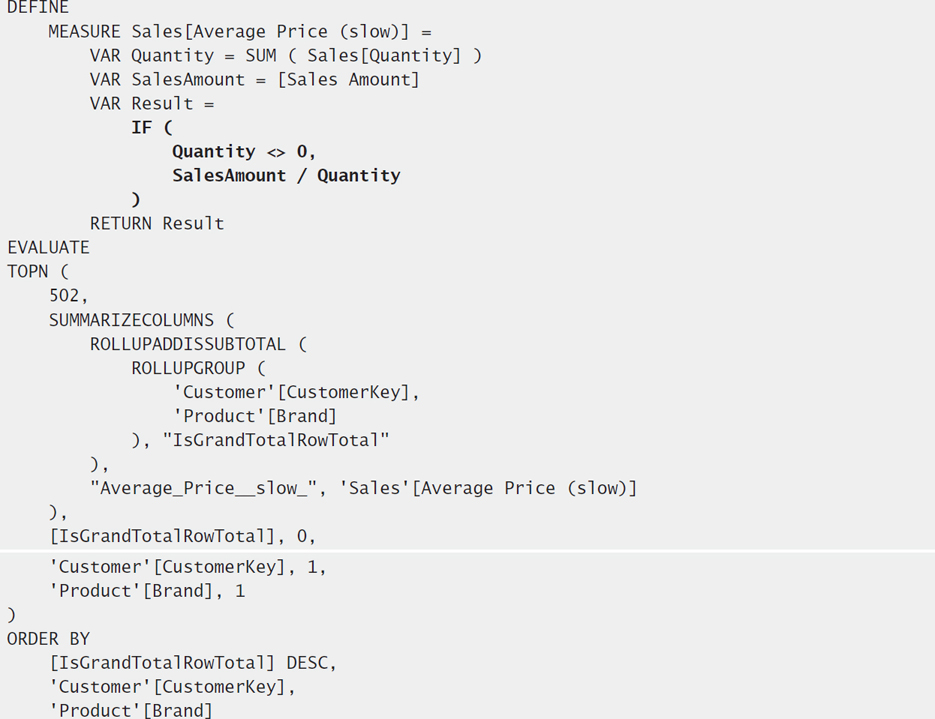 DEFINE
    MEASURE Sales[Average Price (slow)] =
        VAR Quantity = SUM ( Sales[Quantity] )
        VAR SalesAmount = [Sales Amount]
        VAR Result =
            IF (
                Quantity <> 0,
                SalesAmount / Quantity
            )
        RETURN Result
EVALUATE
TOPN (
    502,
    SUMMARIZECOLUMNS (
        ROLLUPADDISSUBTOTAL (
            ROLLUPGROUP (
                'Customer'[CustomerKey],
                'Product'[Brand]
            ), "IsGrandTotalRowTotal"
        ),
        "Average_Price__slow_", 'Sales'[Average Price (slow)]
    ),
    [IsGrandTotalRowTotal], 0,
    'Customer'[CustomerKey], 1,
    'Product'[Brand], 1
)
ORDER BY
    [IsGrandTotalRowTotal] DESC,
    'Customer'[CustomerKey],
    'Product'[Brand]